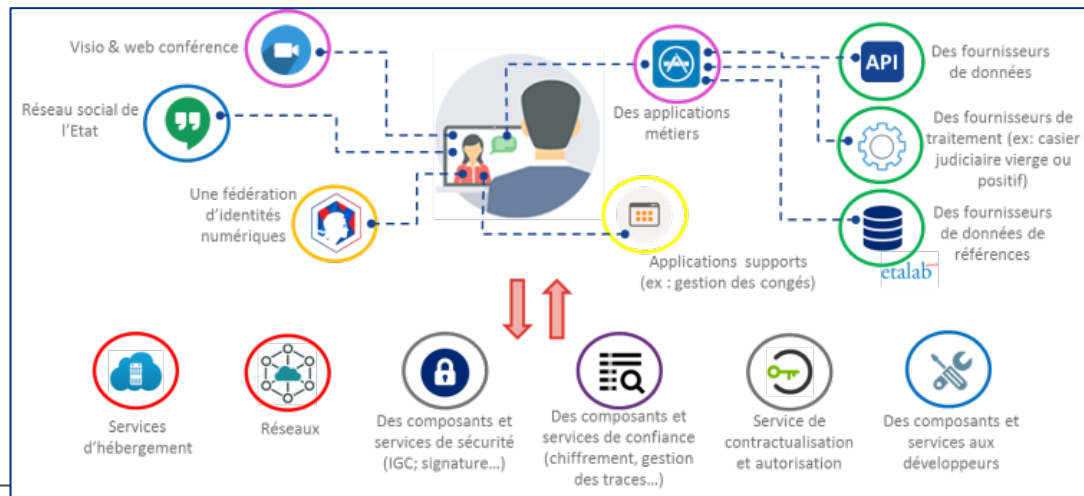 Visio & web conférence
Réseau social de
l'Etat
Une fédération
d'identités
numériques
Des applications
métiers
Applications supports
(ex : gestion des congés)
API
Des fournisseurs
de données
Des fournisseurs de
traitement (ex: casier
judiciaire vierge ou
positif)
Des fournisseurs
de données de
références
etalab
Services
d'hébergement
Réseaux
Des composants et
services de sécurité
(IGC; signature...)
Des composants et
services de confiance
(chiffrement, gestion
des traces...)
Service de
contractualisation
et autorisation
Des composants et
services aux
développeurs